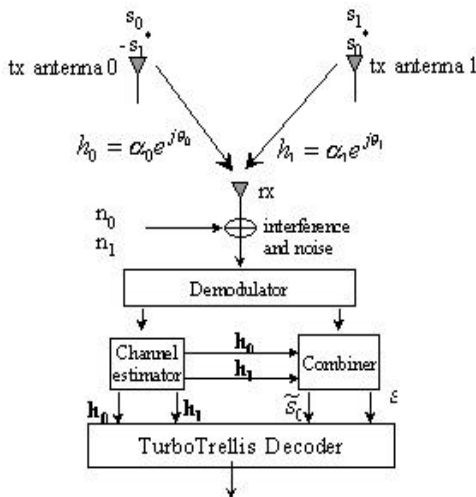 s₀ s₁
-s₁* s₀*
tx antenna 0 tx antenna 1
h₀ = α₀e^{jθ₀} h₁ = α₁e^{jθ₁}
rx
n₀
n₁
interference
and noise
Demodulator
Channel
estimator
h₀
h₁
Combiner
h₀ h₁ s̃₀ s
TurboTrellis Decoder